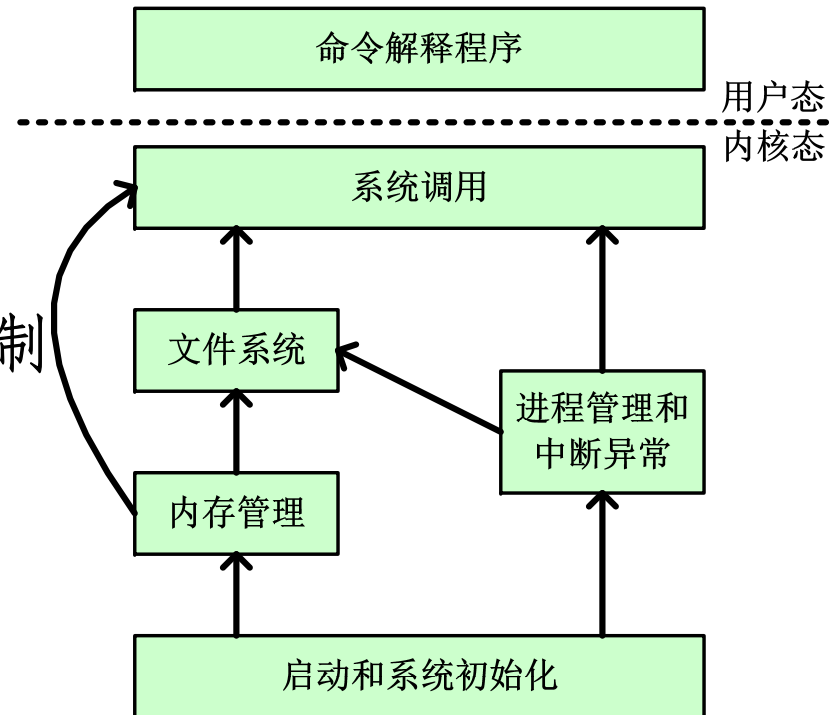 命令解释程序
用户态
内核态
系统调用
制
文件系统
进程管理和
中断异常
内存管理
启动和系统初始化